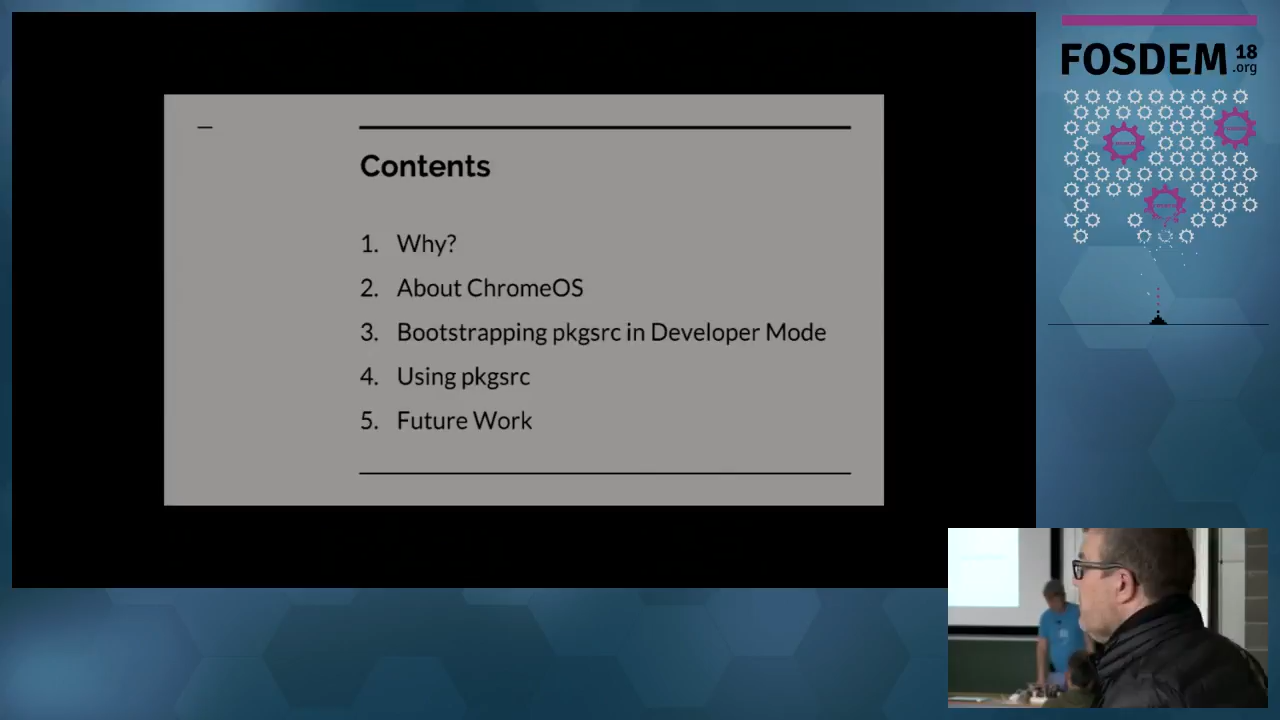 Contents
1. Why?
2. About ChromeOS
3. Bootstrapping pkgsrc in Developer Mode
4. Using pkgsrc
5. Future Work
FOSDEM 18
.org